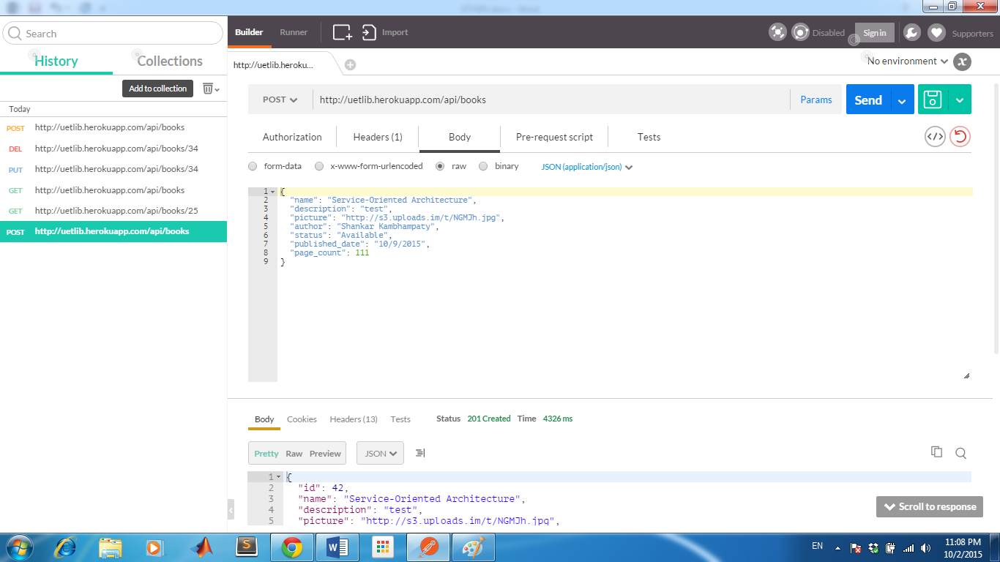 Search
History
Collections
Add to collection
Today
POST http://uetlib.herokuapp.com/api/books
DEL http://uetlib.herokuapp.com/api/books/34
PUT http://uetlib.herokuapp.com/api/books/34
GET http://uetlib.herokuapp.com/api/books
GET http://uetlib.herokuapp.com/api/books/25
POST http://uetlib.herokuapp.com/api/books
Builder Runner Import Disabled Sign in Supporters
http://uetlib.heroku... No environment
POST http://uetlib.herokuapp.com/api/books Params Send
Authorization Headers (1) Body Pre-request script Tests
form-data x-www-form-urlencoded raw binary JSON (application/json)
1 {
2 "name": "Service-Oriented Architecture",
3 "description": "test",
4 "picture": "http://s3.uploads.im/t/NGMJh.jpg",
5 "author": "Shankar Kambhampaty",
6 "status": "Available",
7 "published_date": "10/9/2015",
8 "page_count": 111
9 }
Body Cookies Headers (13) Tests Status 201 Created Time 4326 ms
Pretty Raw Preview JSON
1 {
2 "id": 42,
3 "name": "Service-Oriented Architecture",
4 "description": "test",
5 "picture": "http://s3.uploads.im/t/NGMJh.jpg",
Scroll to response
EN 11:08 PM
10/2/2015